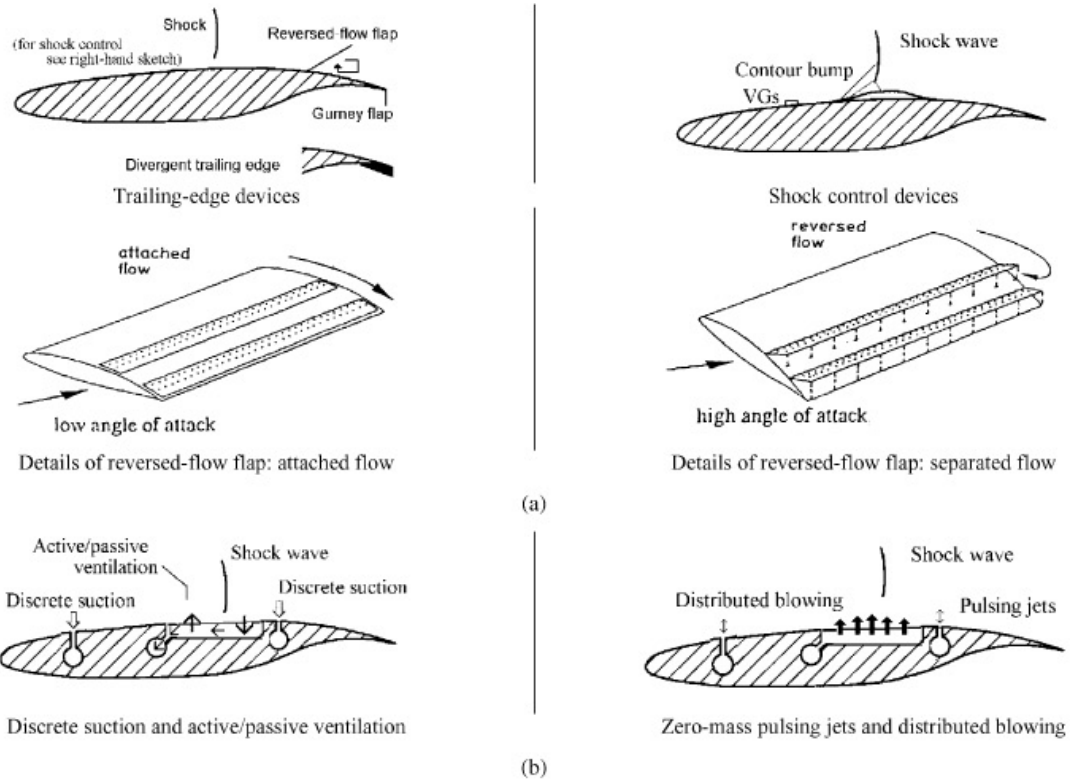 Shock
(for shock control
see right-hand sketch)
Reversed-flow flap
Gurney flap
Divergent trailing edge
Trailing-edge devices
Shock wave
Contour bump
VGs
Shock control devices
attached
flow
low angle of attack
Details of reversed-flow flap: attached flow
reversed
flow
high angle of attack
Details of reversed-flow flap: separated flow
(a)
Active/passive
ventilation
Shock wave
Discrete suction
Discrete suction
Discrete suction and active/passive ventilation
Shock wave
Distributed blowing
Pulsing jets
Zero-mass pulsing jets and distributed blowing
(b)